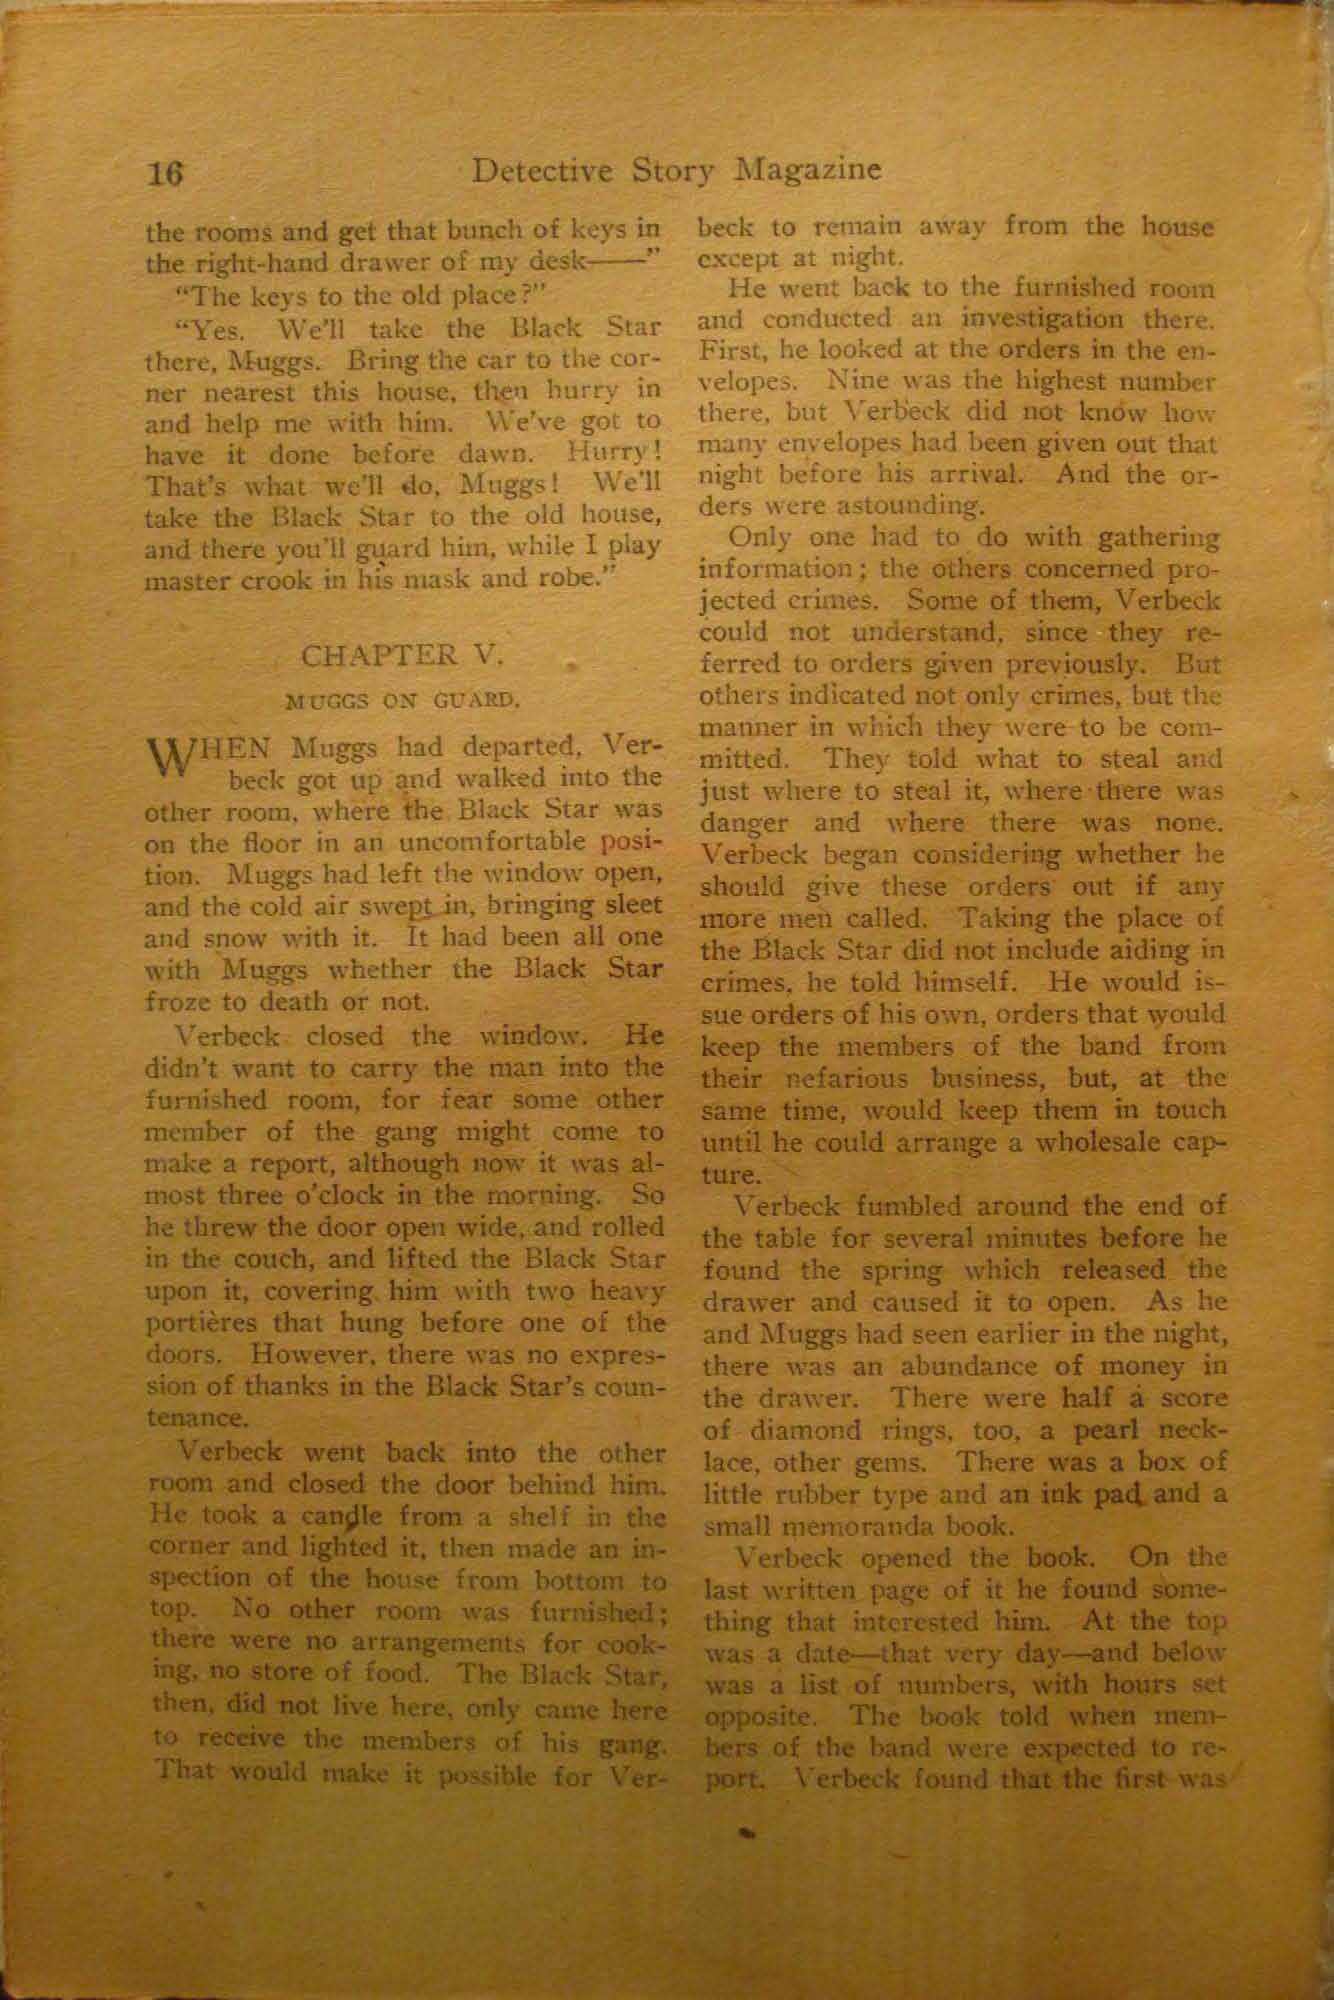 16
Detective Story Magazine
the rooms and get that bunch of keys in
the right-hand drawer of my desk——"
"The keys to the old place?"
"Yes. We'll take the Black Star
there, Muggs. Bring the car to the cor-
ner nearest this house, then hurry in
and help me with him. We've got to
have it done before dawn. Hurry!
That's what we'll do, Muggs! We'll
take the Black Star to the old house,
and there you'll guard him, while I play
master crook in his mask and robe."
CHAPTER V.
MUGGS ON GUARD.
WHEN Muggs had departed, Ver-
beck got up and walked into the
other room, where the Black Star was
on the floor in an uncomfortable posi-
tion. Muggs had left the window open,
and the cold air swept in, bringing sleet
and snow with it. It had been all one
with Muggs whether the Black Star
froze to death or not.
Verbeck closed the window. He
didn't want to carry the man into the
furnished room, for fear some other
member of the gang might come to
make a report, although now it was al-
most three o'clock in the morning. So
he threw the door open wide, and rolled
in the couch, and lifted the Black Star
upon it, covering him with two heavy
portières that hung before one of the
doors. However, there was no expres-
sion of thanks in the Black Star's coun-
tenance.
Verbeck went back into the other
room and closed the door behind him.
He took a candle from a shelf in the
corner and lighted it, then made an in-
spection of the house from bottom to
top. No other room was furnished;
there were no arrangements for cook-
ing, no store of food. The Black Star,
then, did not live here, only came here
to receive the members of his gang.
That would make it possible for Ver-
beck to remain away from the house
except at night.
He went back to the furnished room
and conducted an investigation there.
First, he looked at the orders in the en-
velopes. Nine was the highest number
there, but Verbeck did not know how
many envelopes had been given out that
night before his arrival. And the or-
ders were astounding.
Only one had to do with gathering
information; the others concerned pro-
jected crimes. Some of them, Verbeck
could not understand, since they re-
ferred to orders given previously. But
others indicated not only crimes, but the
manner in which they were to be com-
mitted. They told what to steal and
just where to steal it, where there was
danger and where there was none.
Verbeck began considering whether he
should give these orders out if any
more men called. Taking the place of
the Black Star did not include aiding in
crimes, he told himself. He would is-
sue orders of his own, orders that would
keep the members of the band from
their nefarious business, but, at the
same time, would keep them in touch
until he could arrange a wholesale cap-
ture.
Verbeck fumbled around the end of
the table for several minutes before he
found the spring which released the
drawer and caused it to open. As he
and Muggs had seen earlier in the night,
there was an abundance of money in
the drawer. There were half a score
of diamond rings, too, a pearl neck-
lace, other gems. There was a box of
little rubber type and an ink pad and a
small memoranda book.
Verbeck opened the book. On the
last written page of it he found some-
thing that interested him. At the top
was a date—that very day—and below
was a list of numbers, with hours set
opposite. The book told when mem-
bers of the band were expected to re-
port. Verbeck found that the first was